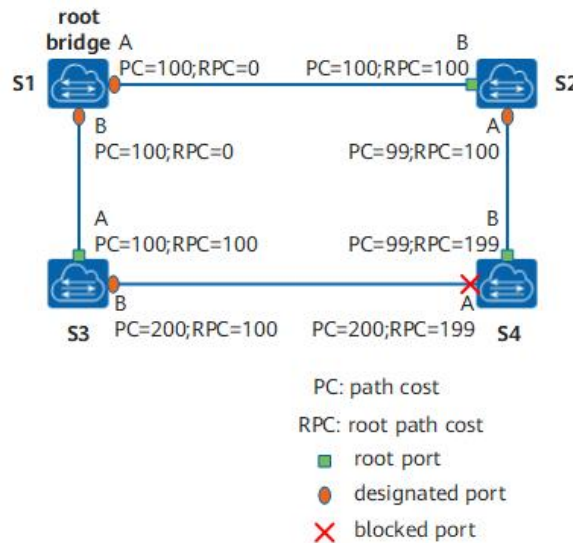 root
bridge
A
B
S1
PC=100;RPC=0
PC=100;RPC=100
S2
B
A
PC=100;RPC=0
PC=99;RPC=100
A
B
PC=100;RPC=100
PC=99;RPC=199
B
A
S3
PC=200;RPC=100
PC=200;RPC=199
S4
PC: path cost
RPC: root path cost
root port
designated port
blocked port